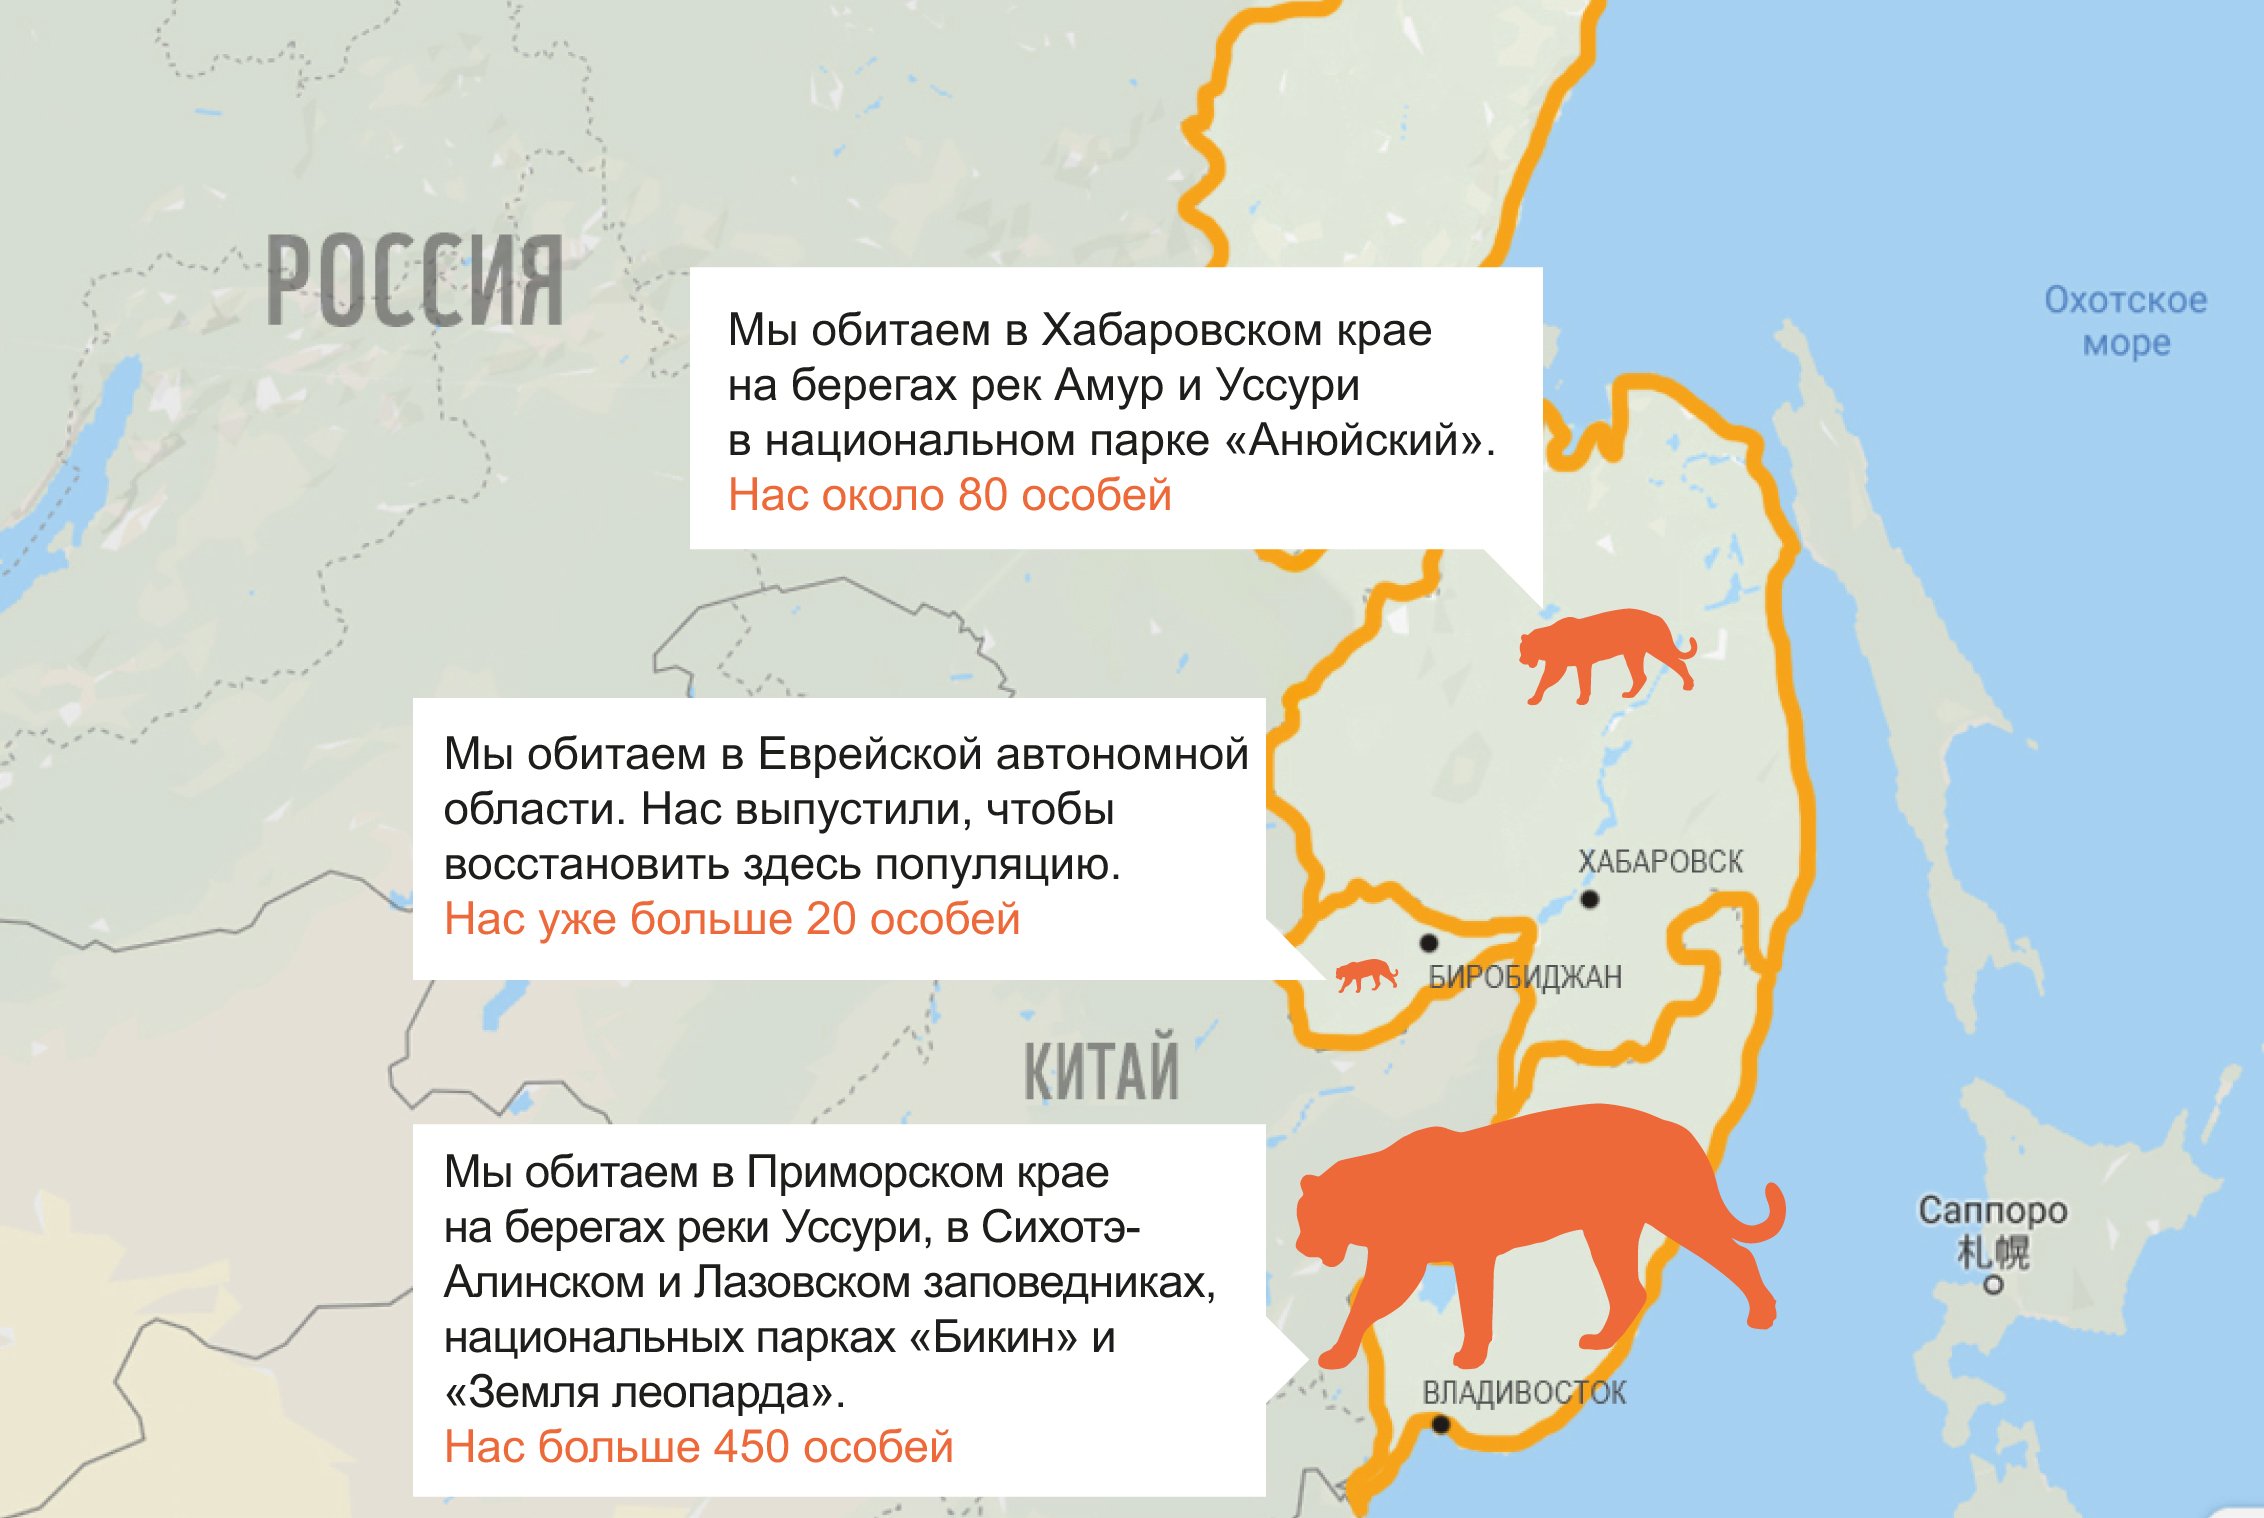 РОССИЯ
Охотское
море
Мы обитаем в Хабаровском крае
на берегах рек Амур и Уссури
в национальном парке «Анюйский».
Нас около 80 особей
Мы обитаем в Еврейской автономной
области. Нас выпустили, чтобы
восстановить здесь популяцию.
Нас уже больше 20 особей
ХАБАРОВСК
БИРОБИДЖАН
КИТАЙ
Мы обитаем в Приморском крае
на берегах реки Уссури, в Сихотэ-
Алинском и Лазовском заповедниках,
национальных парках «Бикин» и
«Земля леопарда».
Нас больше 450 особей
Саппоро
札幌
ВЛАДИВОСТОК